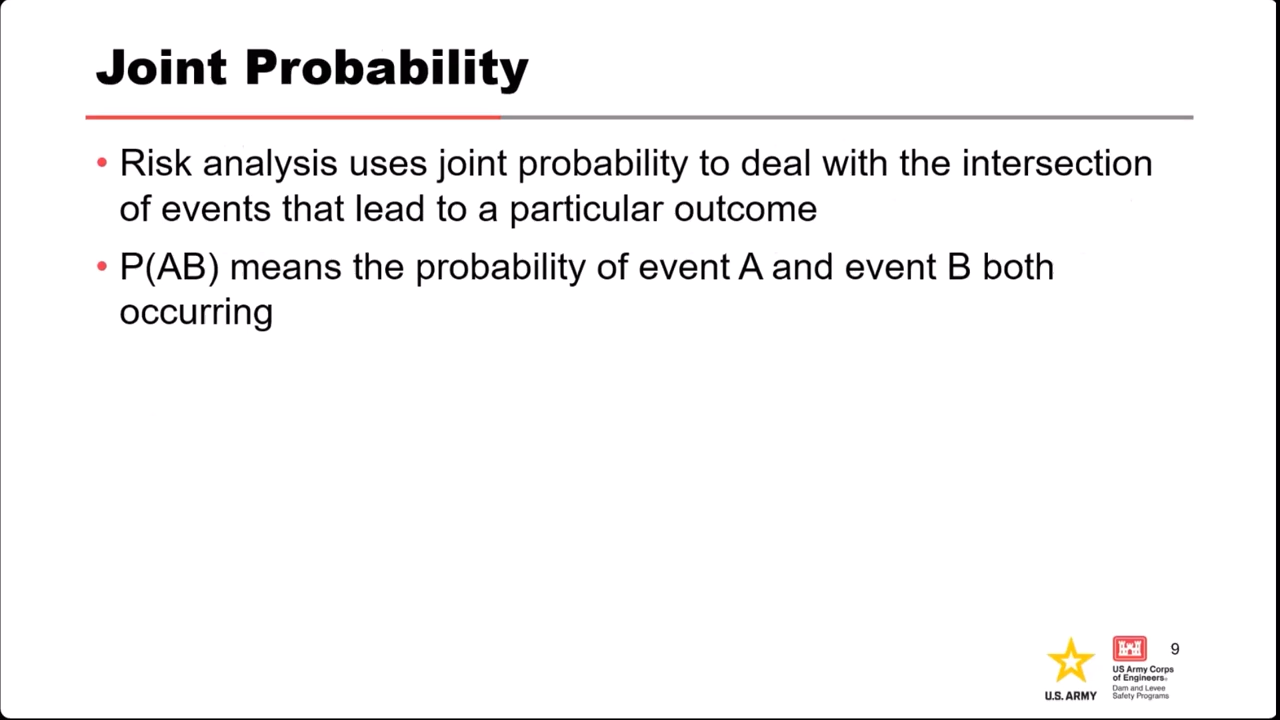 Joint Probability
• Risk analysis uses joint probability to deal with the intersection
of events that lead to a particular outcome
• P(AB) means the probability of event A and event B both
occurring
9
U.S. ARMY
US Army Corps
of Engineers®
Dam and Levee
Safety Programs